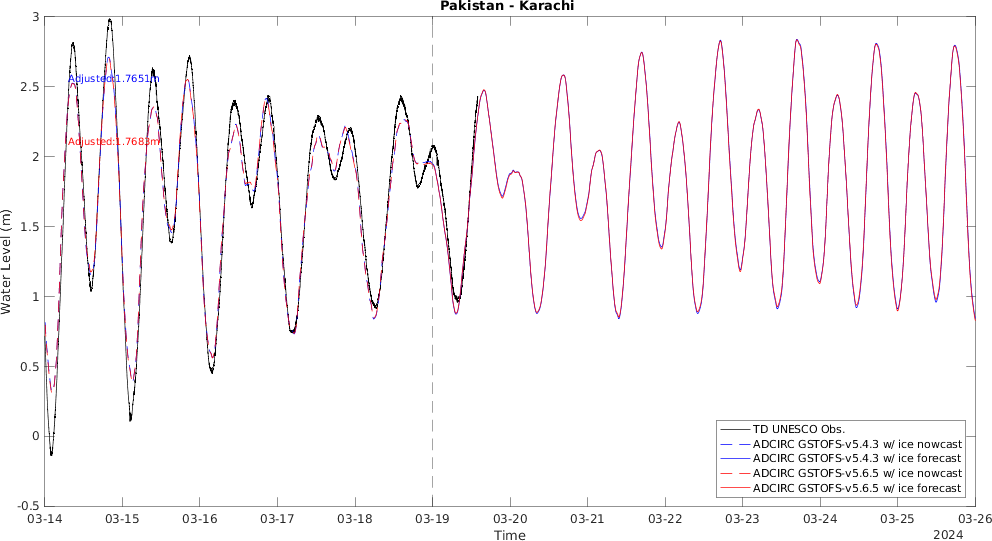 Pakistan - Karachi
3
2.5
2
1.5
1
0.5
0
-0.5
Water Level (m)
Adjusted:1.7651m
Adjusted:1.7683m
TD UNESCO Obs.
ADCIRC GSTOFS-v5.4.3 w/ ice nowcast
ADCIRC GSTOFS-v5.4.3 w/ ice forecast
ADCIRC GSTOFS-v5.6.5 w/ ice nowcast
ADCIRC GSTOFS-v5.6.5 w/ ice forecast
03-14 03-15 03-16 03-17 03-18 03-19 03-20 03-21 03-22 03-23 03-24 03-25 03-26
Time
2024